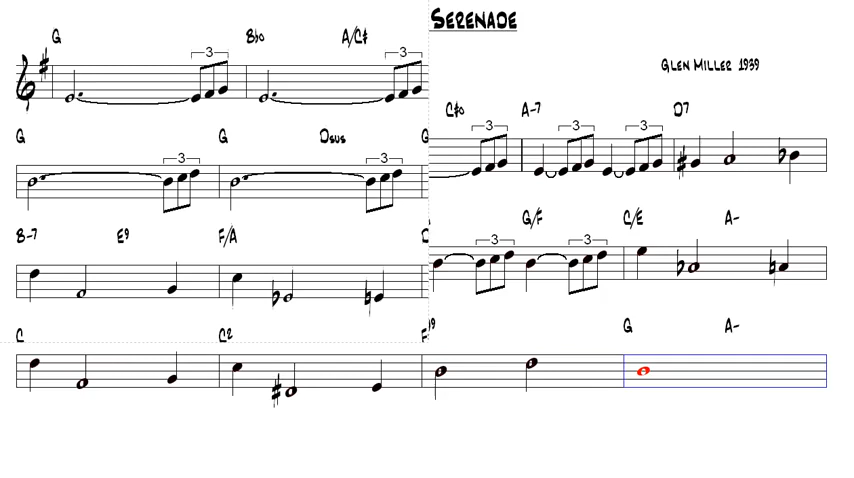 Serenade
Glen Miller 1939
G B♭o A/C# C#o A-7 D7
3 3 3 3 3
G G Dsus G/F C/E A-
3 3 3 3
B-7 E9 F/A
C C2 G A-